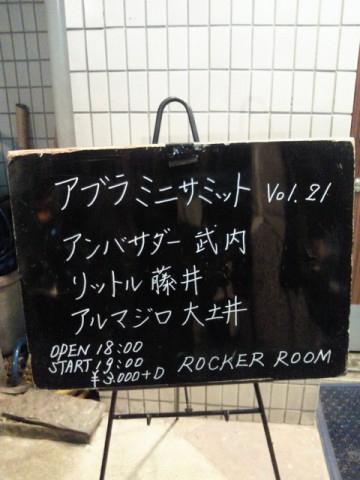 アブラミニサミット Vol.21
アンバサダー 武内
リットル 藤井
アルマジロ 大土井
OPEN 18:00
START 19:00
¥3,000+D ROCKER ROOM